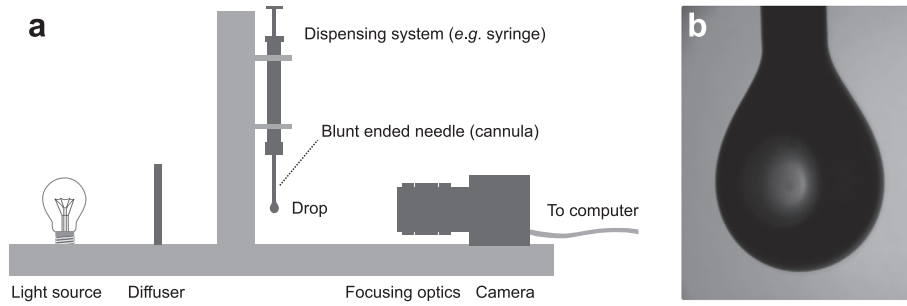 a
Dispensing system (e.g. syringe)
Blunt ended needle (cannula)
Drop
To computer
Light source
Diffuser
Focusing optics
Camera
b